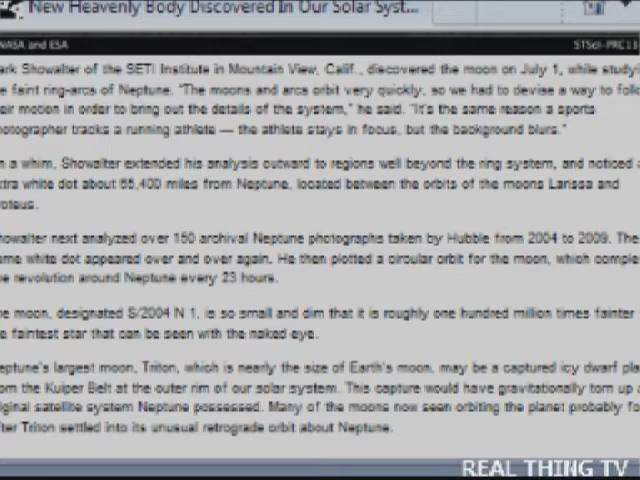 New Heavenly Body Discovered In Our Solar Syst...
NASA and ESA
STScI-PRC13
ark Showalter of the SETI Institute in Mountain View, Calif., discovered the moon on July 1, while studyi
e faint ring-arcs of Neptune. "The moons and arcs orbit very quickly, so we had to devise a way to follo
eir motion in order to bring out the details of the system," he said. "It's the same reason a sports
otographer tracks a running athlete — the athlete stays in focus, but the background blurs."
n a whim, Showalter extended his analysis outward to regions well beyond the ring system, and noticed a
xtra white dot about 65,400 miles from Neptune, located between the orbits of the moons Larissa and
roteus.
howalter next analyzed over 150 archival Neptune photographs taken by Hubble from 2004 to 2009. The
ame white dot appeared over and over again. He then plotted a circular orbit for the moon, which comple
ne revolution around Neptune every 23 hours.
he moon, designated S/2004 N 1, is so small and dim that it is roughly one hundred million times fainter
he faintest star that can be seen with the naked eye.
eptune's largest moon, Triton, which is nearly the size of Earth's moon, may be a captured icy dwarf pla
om the Kuiper Belt at the outer rim of our solar system. This capture would have gravitationally torn up a
iginal satellite system Neptune possessed. Many of the moons now seen orbiting the planet probably fo
fter Triton settled into its unusual retrograde orbit about Neptune.
REAL THING TV